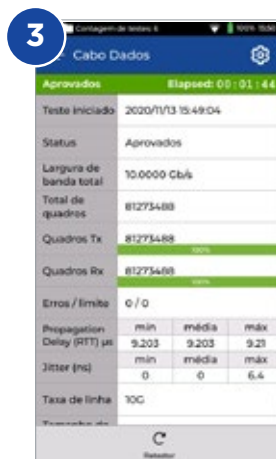 3
Contagem de testes: 6
100%
Cabo Dados
Aprovados Elapsed: 00:01:44
Teste iniciado 2020/11/13 15:49:04
Status Aprovados
Largura de
banda total 10.0000 Gb/s
Total de
quadros 81273488
Quadros Tx 81273488
100%
Quadros Rx 81273488
100%
Erros / limite 0 / 0
Propagation
Delay (RTT) µs
min média máx
9.203 9.203 9.21
Jitter (ns)
min média máx
0 0 6.4
Taxa de linha 10G
Tamanho de